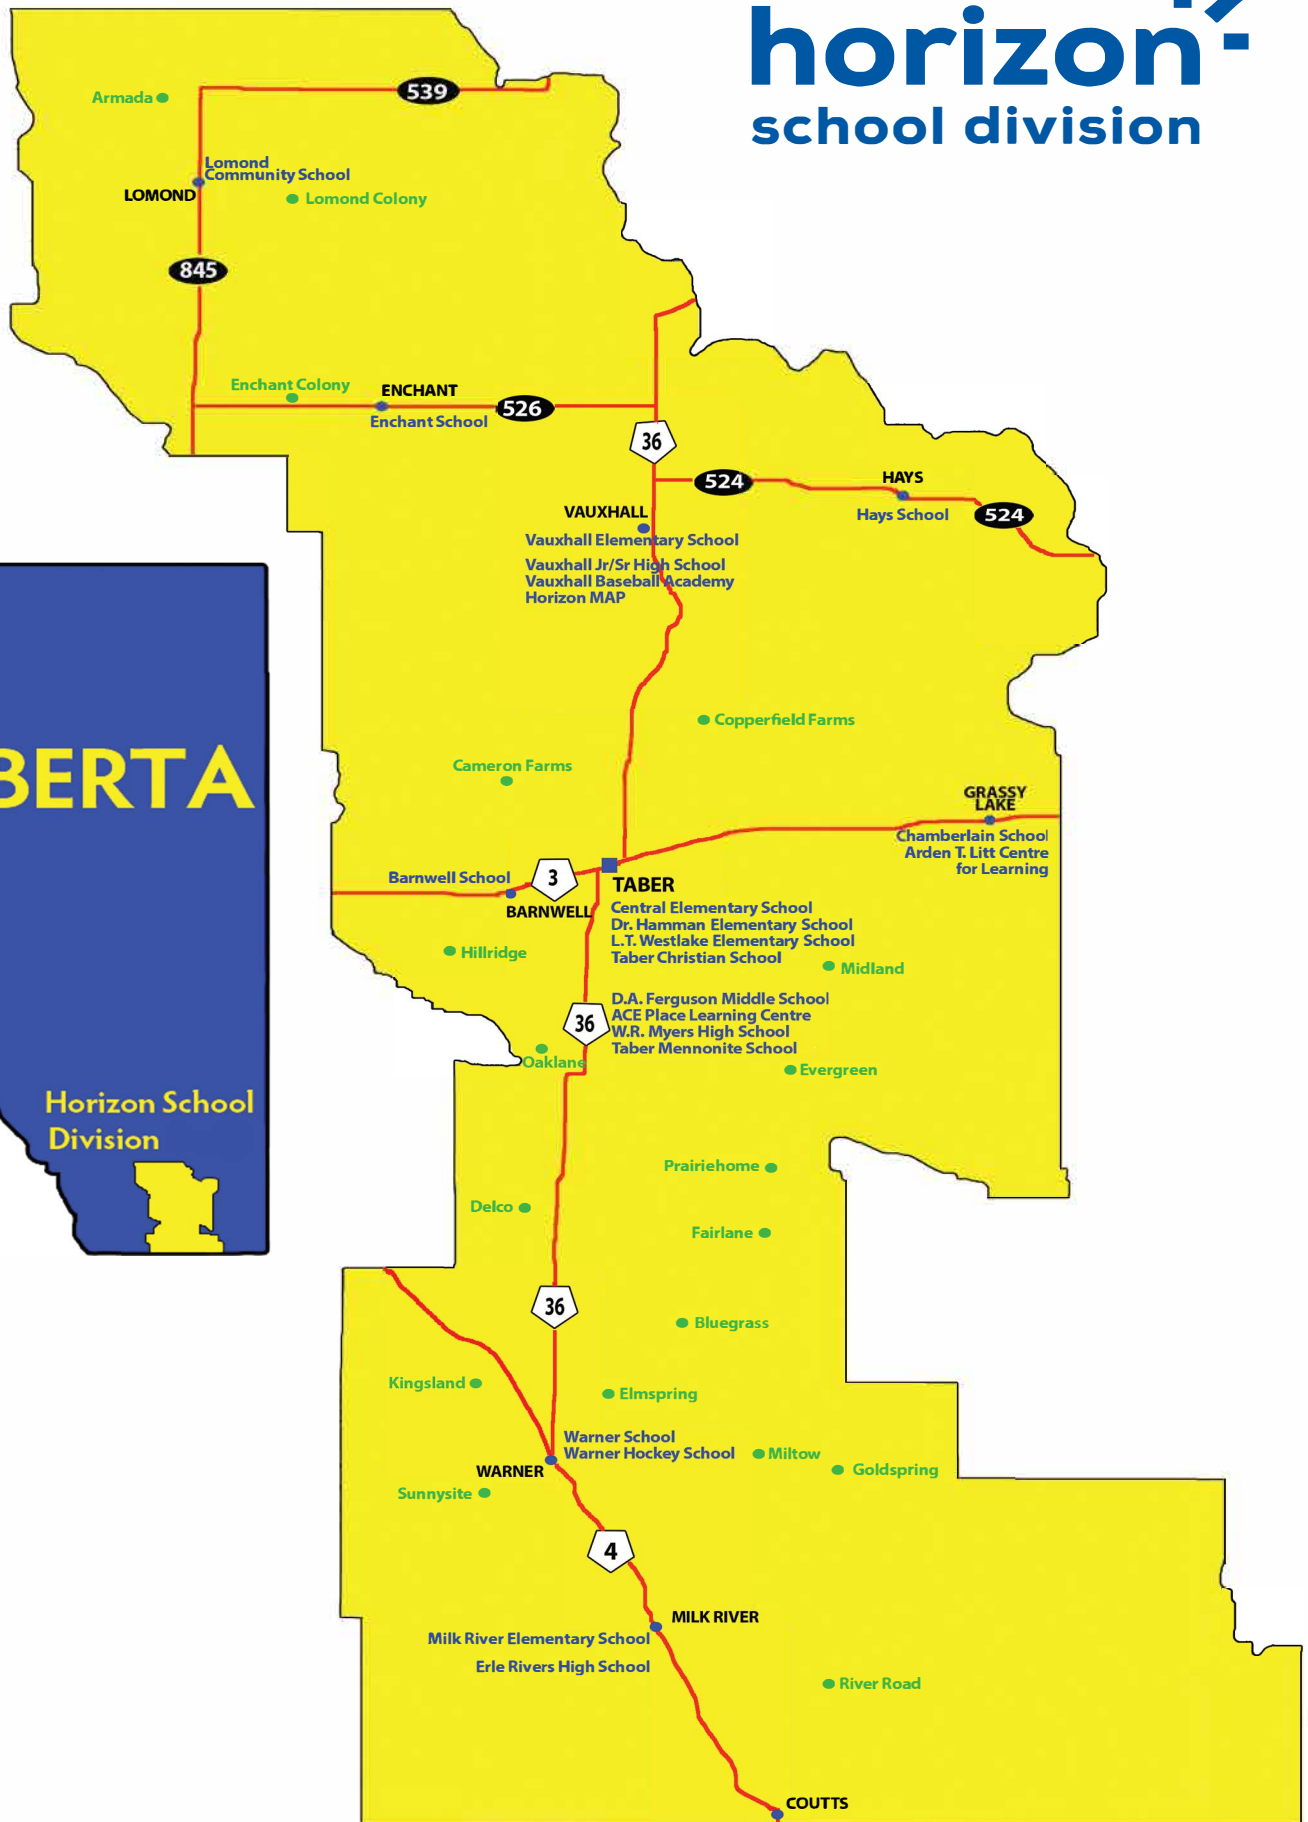 horizon
school division
539
Armada
Lomond
Community School
LOMOND
Lomond Colony
845
Enchant Colony
ENCHANT
526
Enchant School
36
524
HAYS
Hays School
524
VAUXHALL
Vauxhall Elementary School
Vauxhall Jr/Sr High School
Vauxhall Baseball Academy
Horizon MAP
Copperfield Farms
Cameron Farms
BERTA
GRASSY
LAKE
Chamberlain School
Arden T. Litt Centre
for Learning
Barnwell School
3
TABER
BARNWELL
Central Elementary School
Dr. Hamman Elementary School
L.T. Westlake Elementary School
Taber Christian School
Hillridge
Midland
D.A. Ferguson Middle School
ACE Place Learning Centre
W.R. Myers High School
Taber Mennonite School
36
Oaklane
Evergreen
Horizon School
Division
Prairiehome
Delco
Fairlane
36
Bluegrass
Kingsland
Elmspring
Warner School
Warner Hockey School
Miltow
Goldspring
WARNER
Sunnysite
4
MILK RIVER
Milk River Elementary School
Erle Rivers High School
River Road
COUTTS